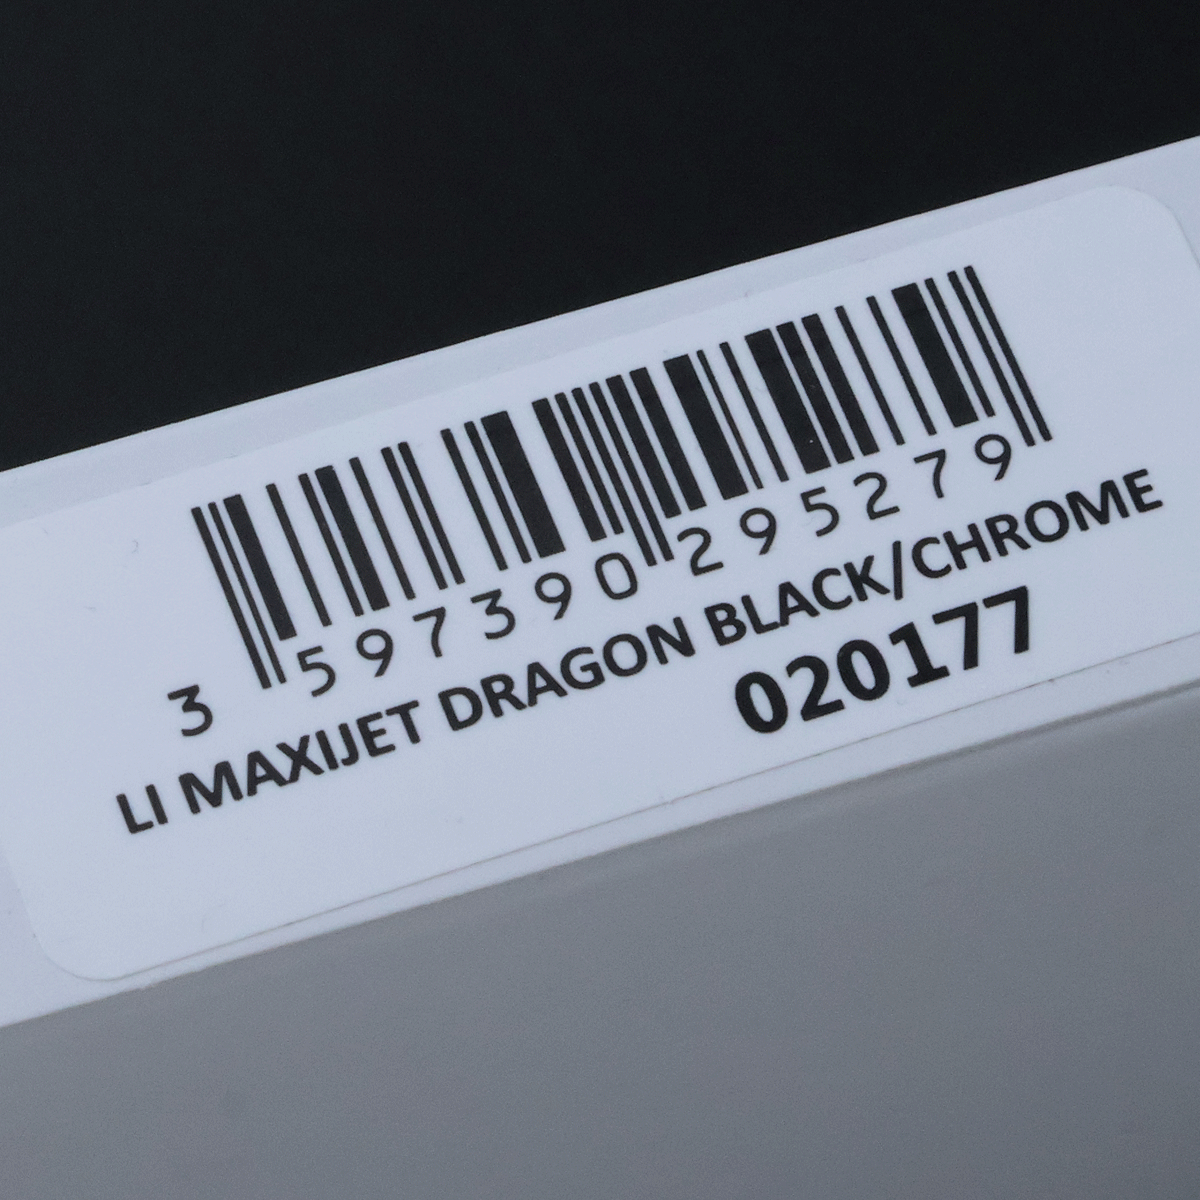 3 597390 295279
LI MAXIJET DRAGON BLACK/CHROME
020177